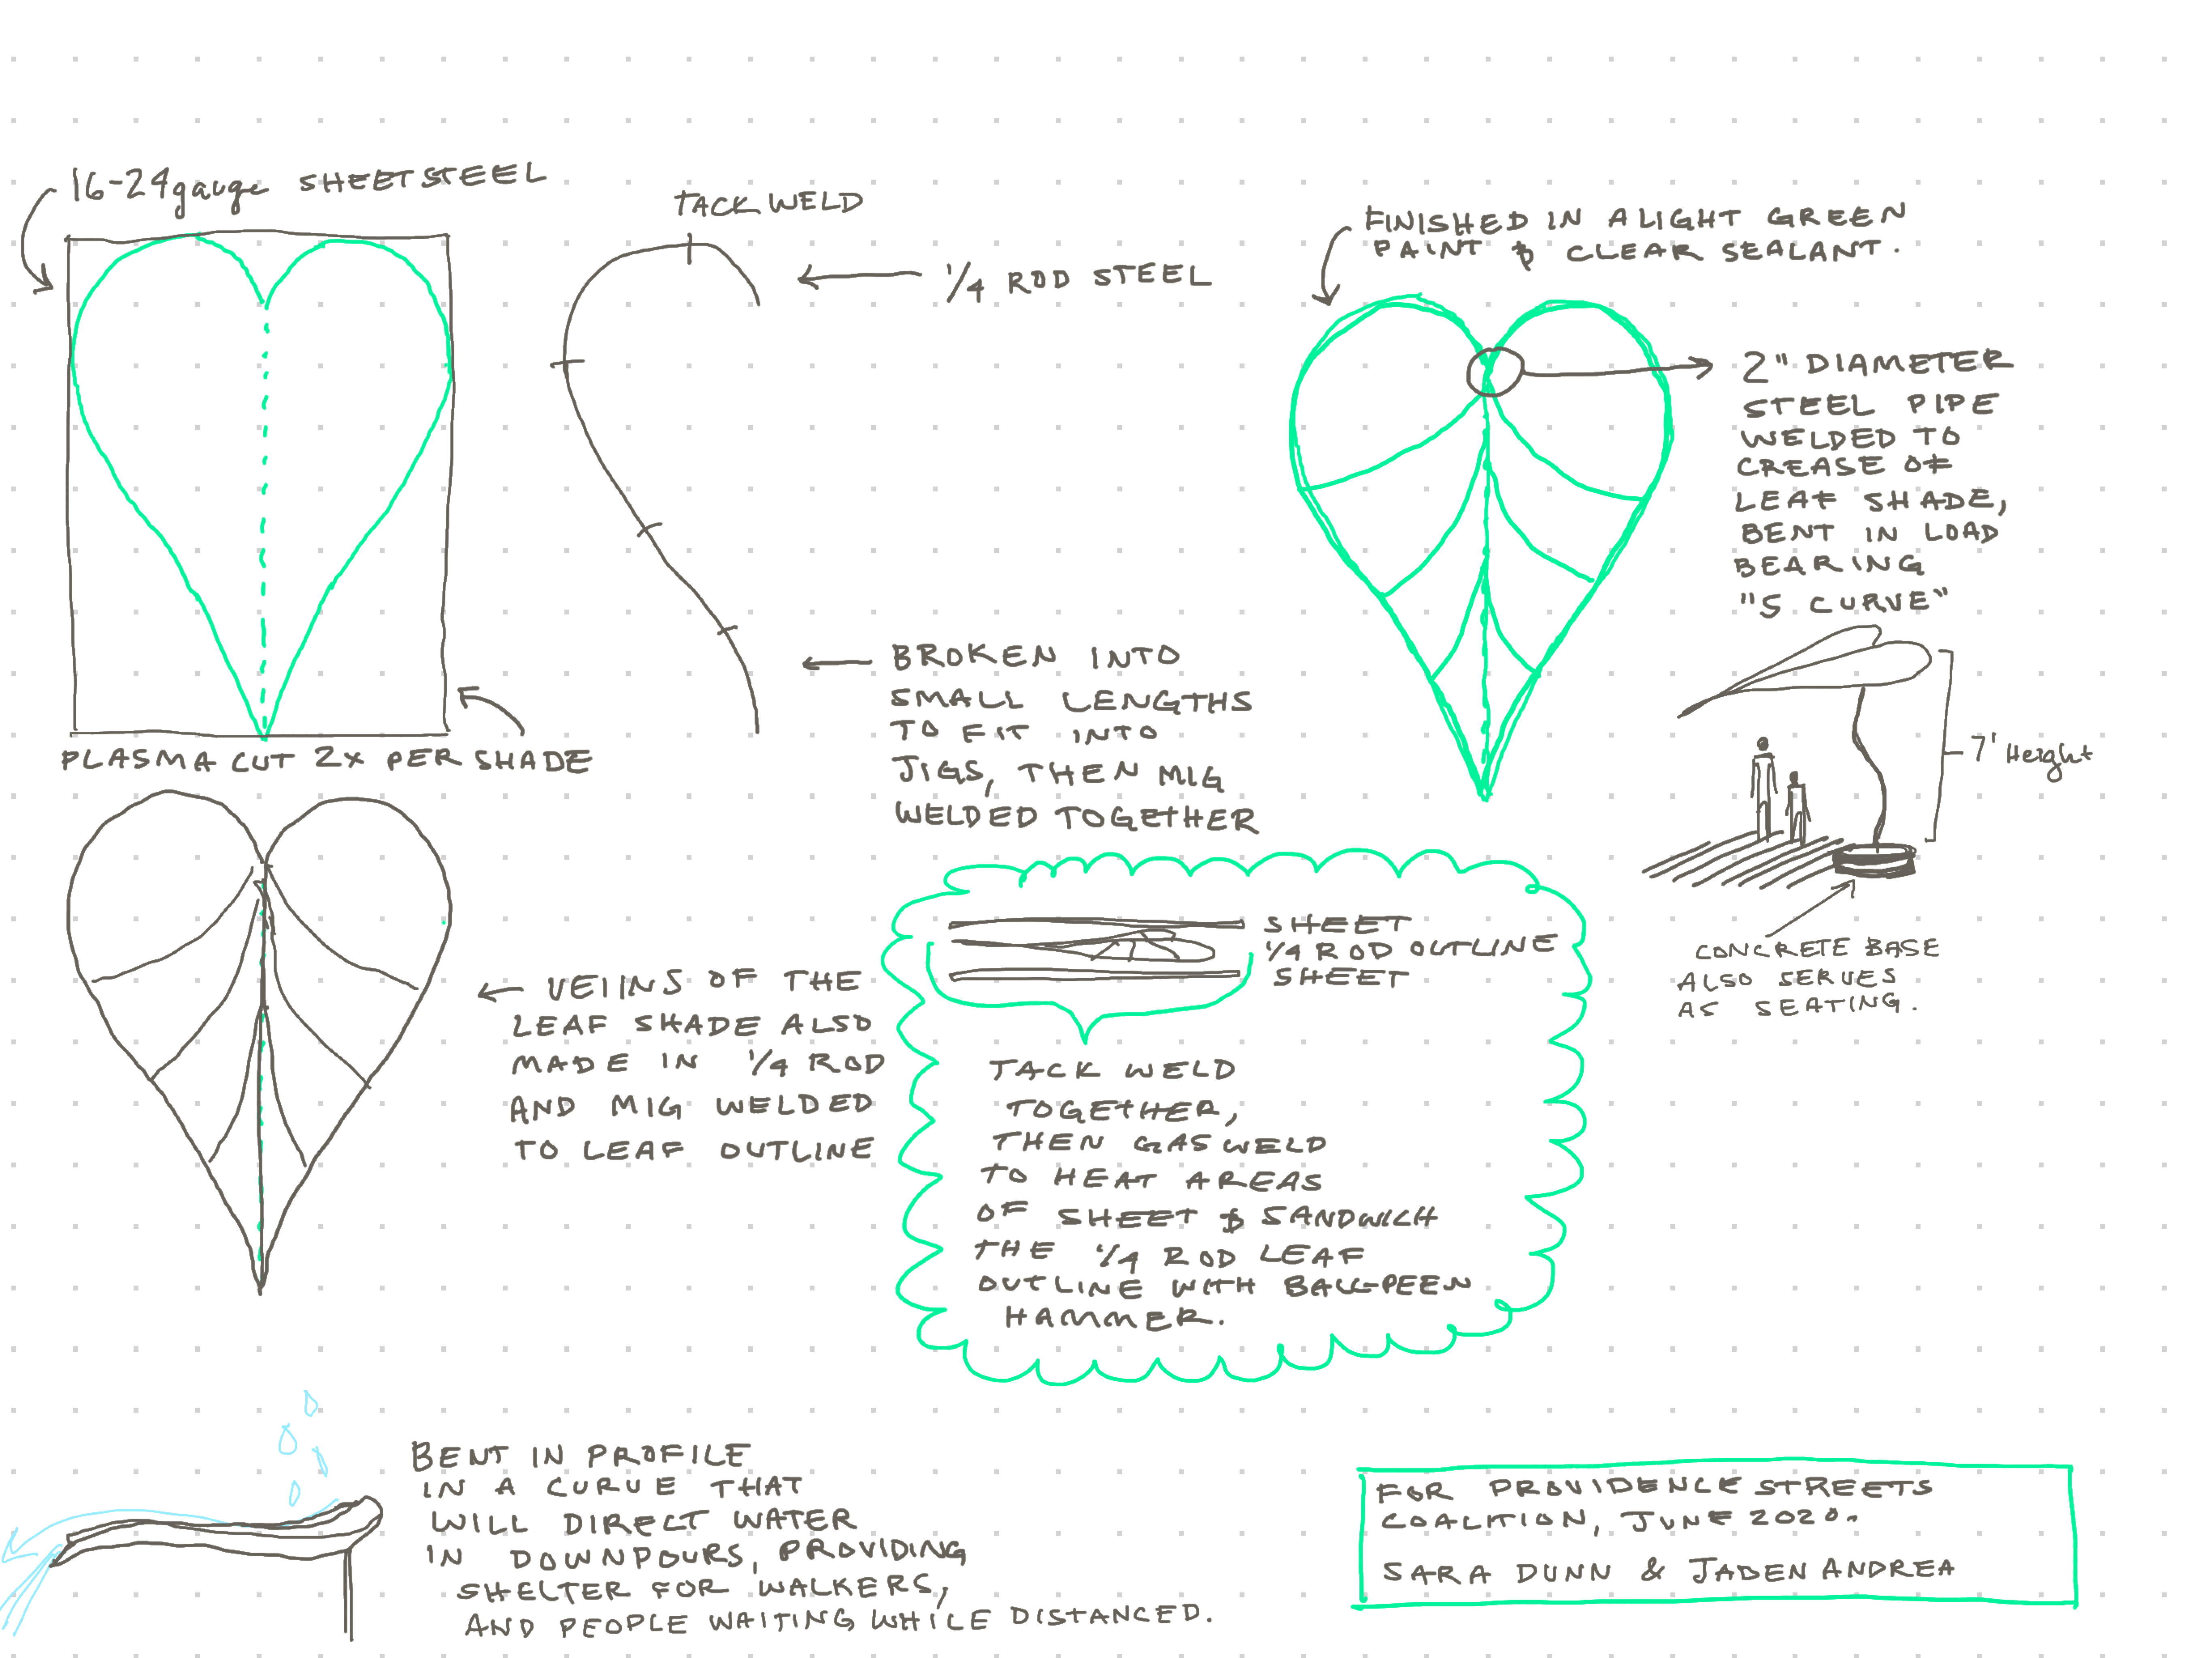 16-24gauge SHEET STEEL
PLASMA CUT 2X PER SHADE
TACK WELD
1/4 ROD STEEL
BROKEN INTO
SMALL LENGTHS
TO FIT INTO
JIGS, THEN MIG
WELDED TOGETHER
FINISHED IN A LIGHT GREEN
PAINT & CLEAR SEALANT.
2" DIAMETER
STEEL PIPE
WELDED TO
CREASE OF
LEAF SHADE,
BENT IN LOAD
BEARING
"S CURVE"
7' Height
CONCRETE BASE
ALSO SERVES
AS SEATING.
VEIINS OF THE
LEAF SHADE ALSO
MADE IN 1/4 ROD
AND MIG WELDED
TO LEAF OUTLINE
SHEET
1/4 ROD OUTLINE
SHEET
TACK WELD
TOGETHER,
THEN GAS WELD
TO HEAT AREAS
OF SHEET & SANDWICH
THE 1/4 ROD LEAF
OUTLINE WITH BALL-PEEN
HAMMER.
BENT IN PROFILE
IN A CURVE THAT
WILL DIRECT WATER
IN DOWNPOURS, PROVIDING
SHELTER FOR WALKERS,
AND PEOPLE WAITING WHILE DISTANCED.
FOR PROVIDENCE STREETS
COALITION, JUNE 2020.
SARA DUNN & JADEN ANDREA